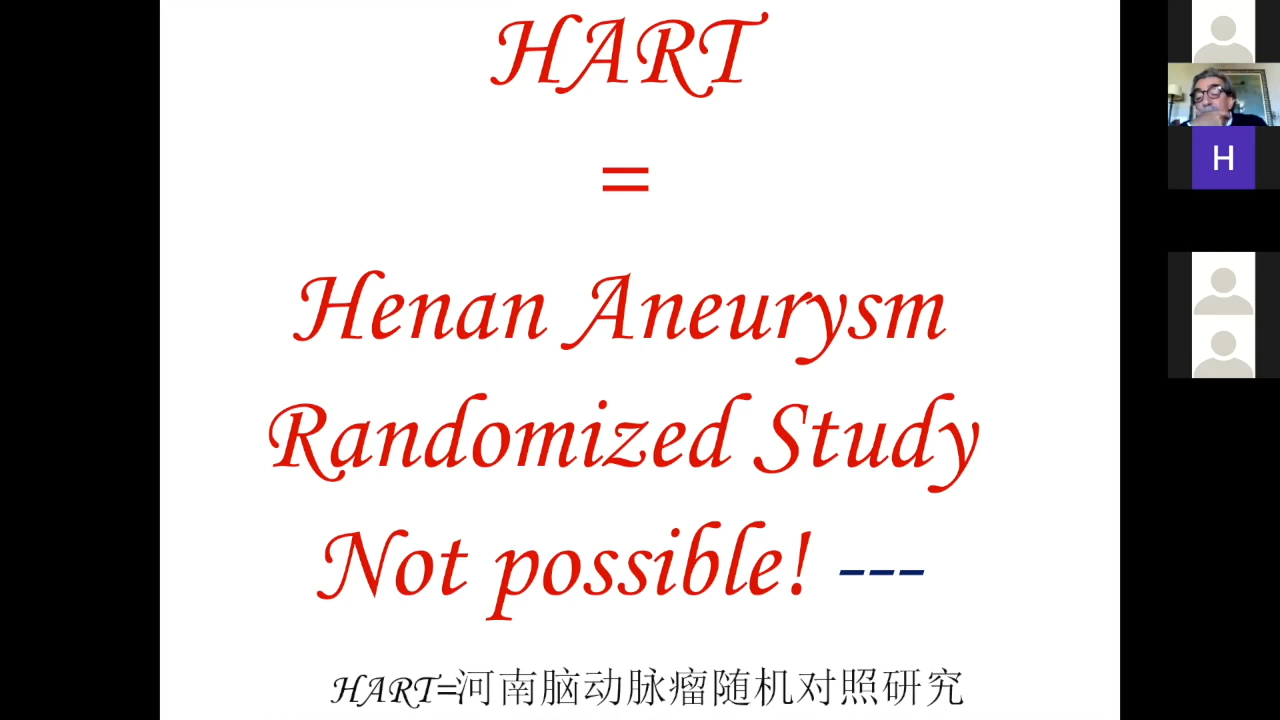 HART
=
Henan Aneurysm
Randomized Study
Not possible! ---
HART=河南脑动脉瘤随机对照研究
H